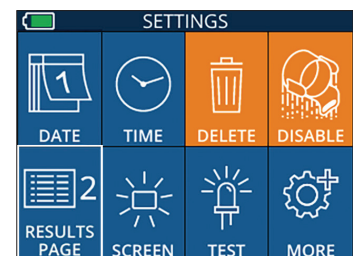 SETTINGS
1
DATE
TIME
DELETE
DISABLE
2
RESULTS
PAGE
SCREEN
TEST
MORE